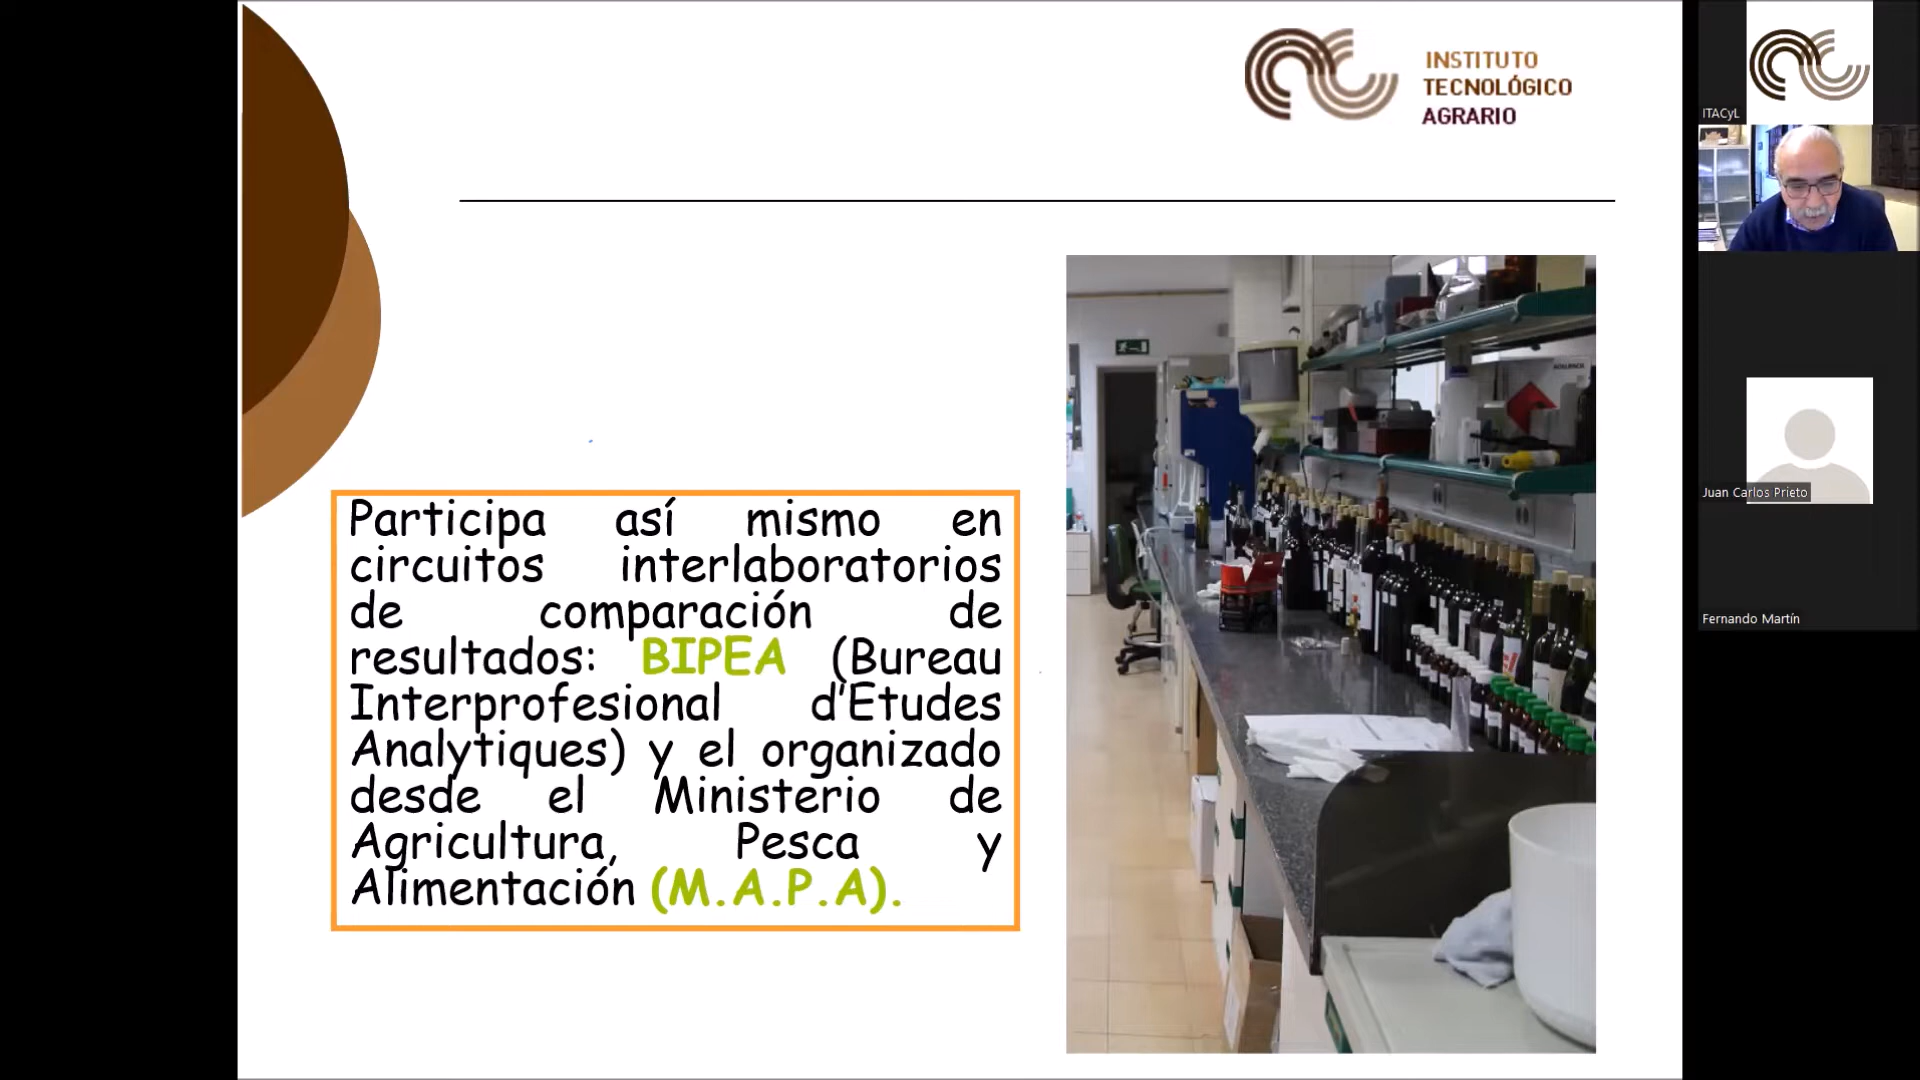 INSTITUTO
TECNOLÓGICO
AGRARIO
Participa así mismo en
circuitos interlaboratorios
de comparación de
resultados: BIPEA (Bureau
Interprofesional d'Etudes
Analytiques) y el organizado
desde el Ministerio de
Agricultura, Pesca y
Alimentación (M.A.P.A).
ITACyL
Juan Carlos Prieto
Fernando Martín